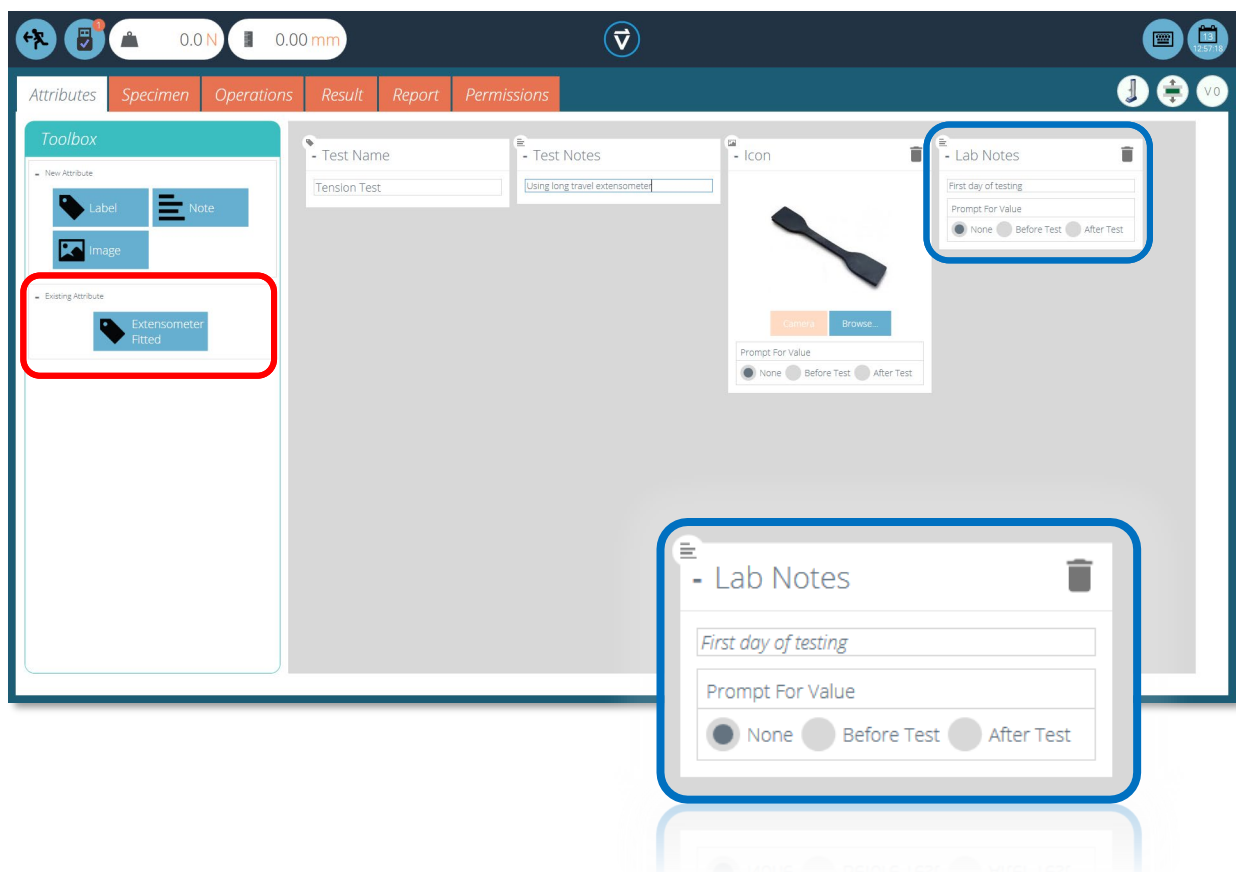 1
0.0 N
0.00 mm
13
12:57:18
Attributes Specimen Operations Result Report Permissions
V0
Toolbox
- New Attribute
Label
Note
Image
- Existing Attribute
Extensometer
Fitted
- Test Name
Tension Test
- Test Notes
Using long travel extensometer
- Icon
Camera
Browse...
Prompt For Value
None Before Test After Test
- Lab Notes
First day of testing
Prompt For Value
None Before Test After Test
- Lab Notes
First day of testing
Prompt For Value
None Before Test After Test